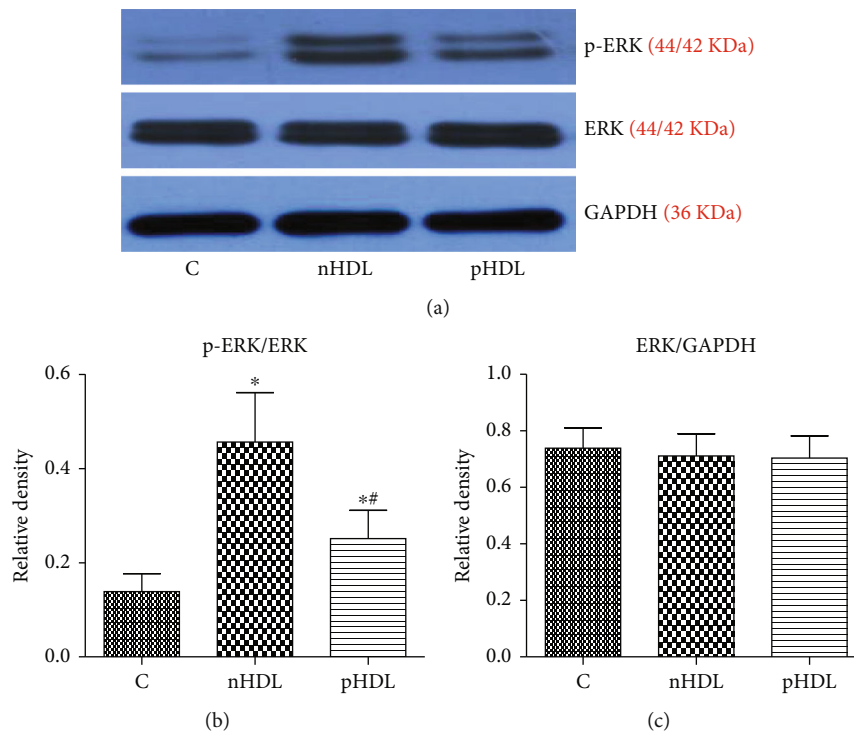 p-ERK (44/42 KDa)
ERK (44/42 KDa)
GAPDH (36 KDa)
C nHDL pHDL
(a)
p-ERK/ERK
Relative density
0.6
0.4
0.2
0.0
*
*#
C nHDL pHDL
(b)
ERK/GAPDH
Relative density
1.0
0.8
0.6
0.4
0.2
0.0
C nHDL pHDL
(c)